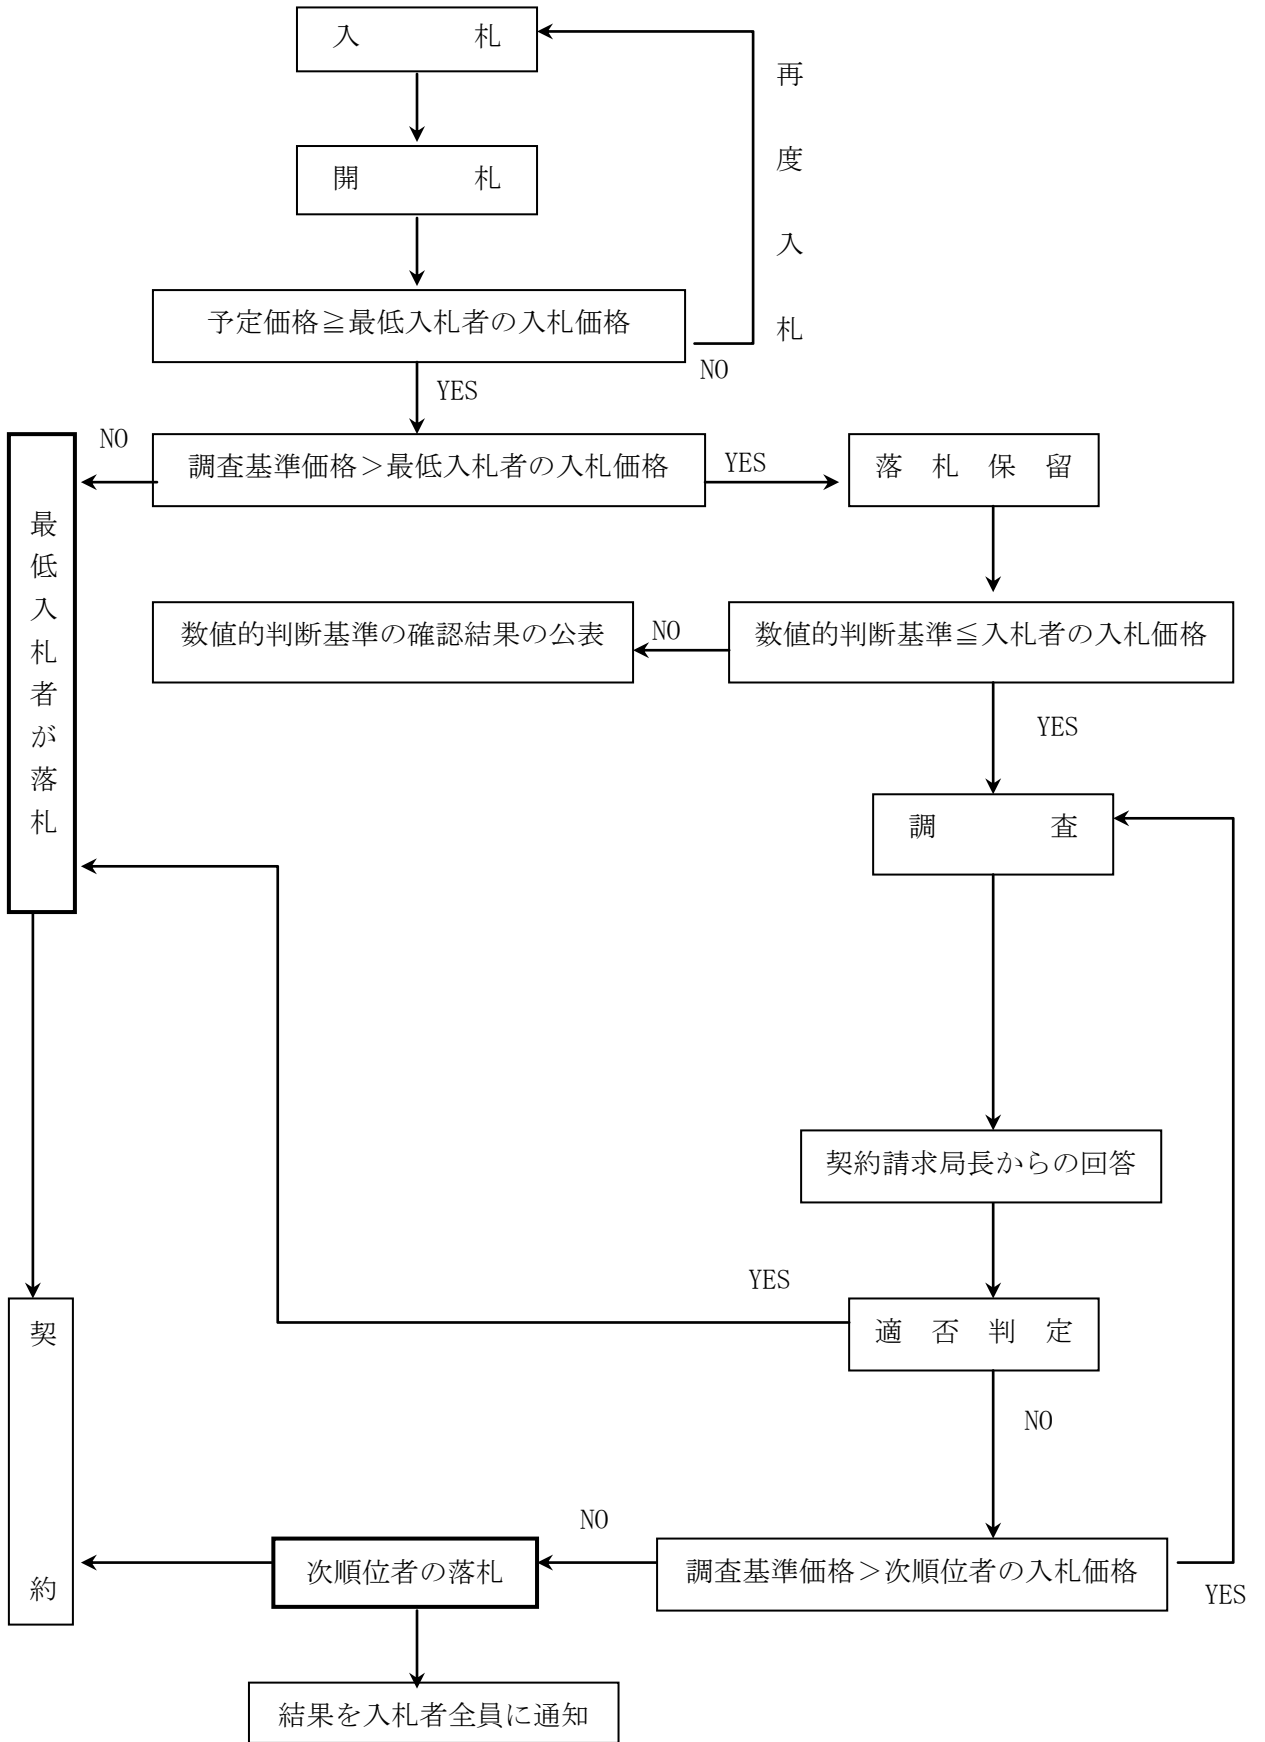 入　　　　札
再度入札
開　　　　札
予定価格≧最低入札者の入札価格
NO
YES
NO
調査基準価格＞最低入札者の入札価格
YES
落　札　保　留
最低入札者が落札
数値的判断基準の確認結果の公表
NO
数値的判断基準≦入札者の入札価格
YES
調　　　　査
契約請求局長からの回答
YES
適　否　判　定
契　　　　約
NO
NO
次順位者の落札
調査基準価格＞次順位者の入札価格
YES
結果を入札者全員に通知